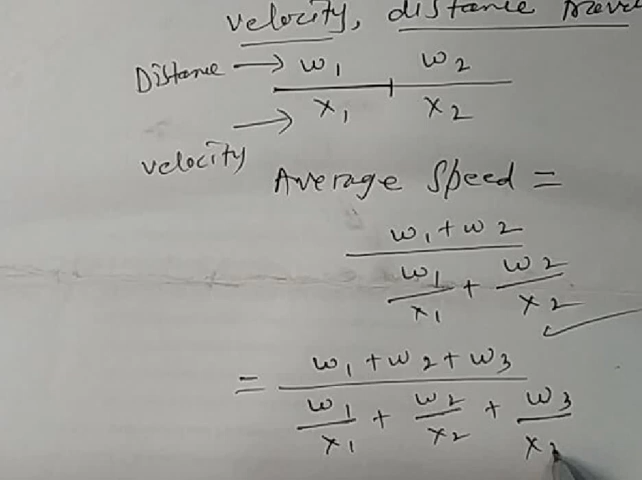 velocity, distance
Distance → w1 w2
→ x1 x2
velocity
Average Speed =
w1 + w2
w1/x1 + w2/x2
= w1 + w2 + w3
w1/x1 + w2/x2 + w3/x